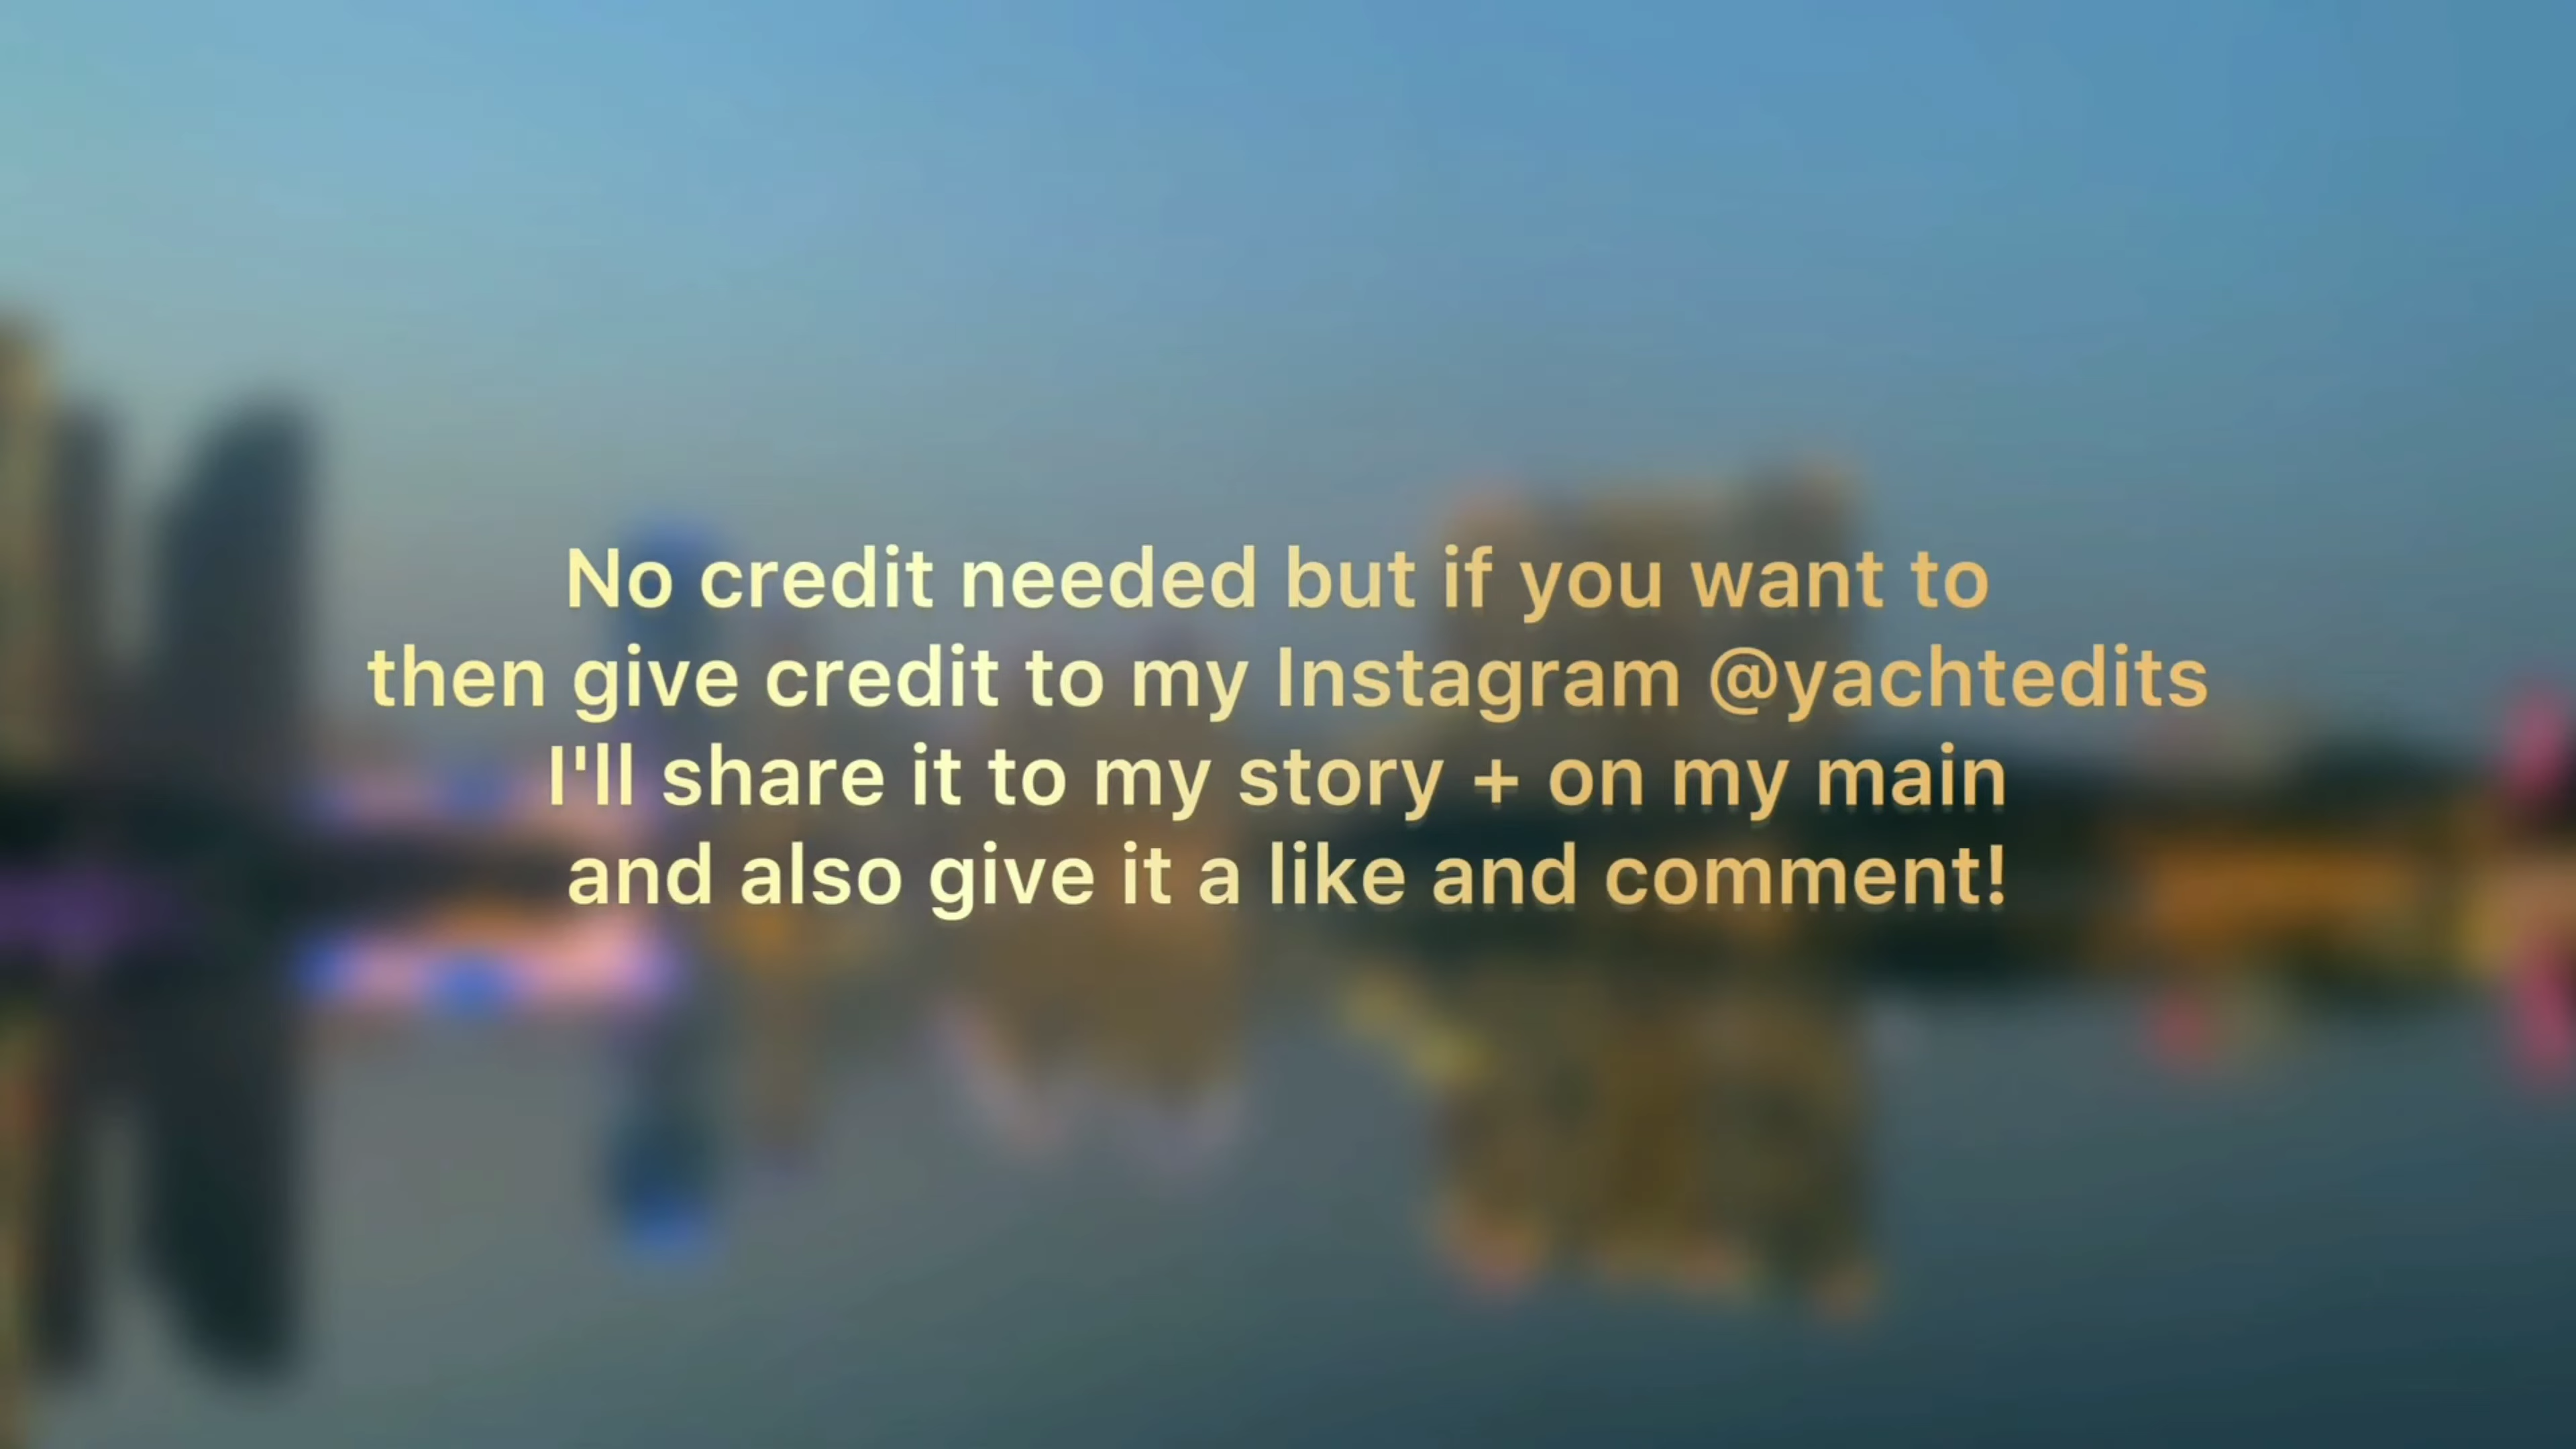 No credit needed but if you want to
then give credit to my Instagram @yachtedits
I'll share it to my story + on my main
and also give it a like and comment!